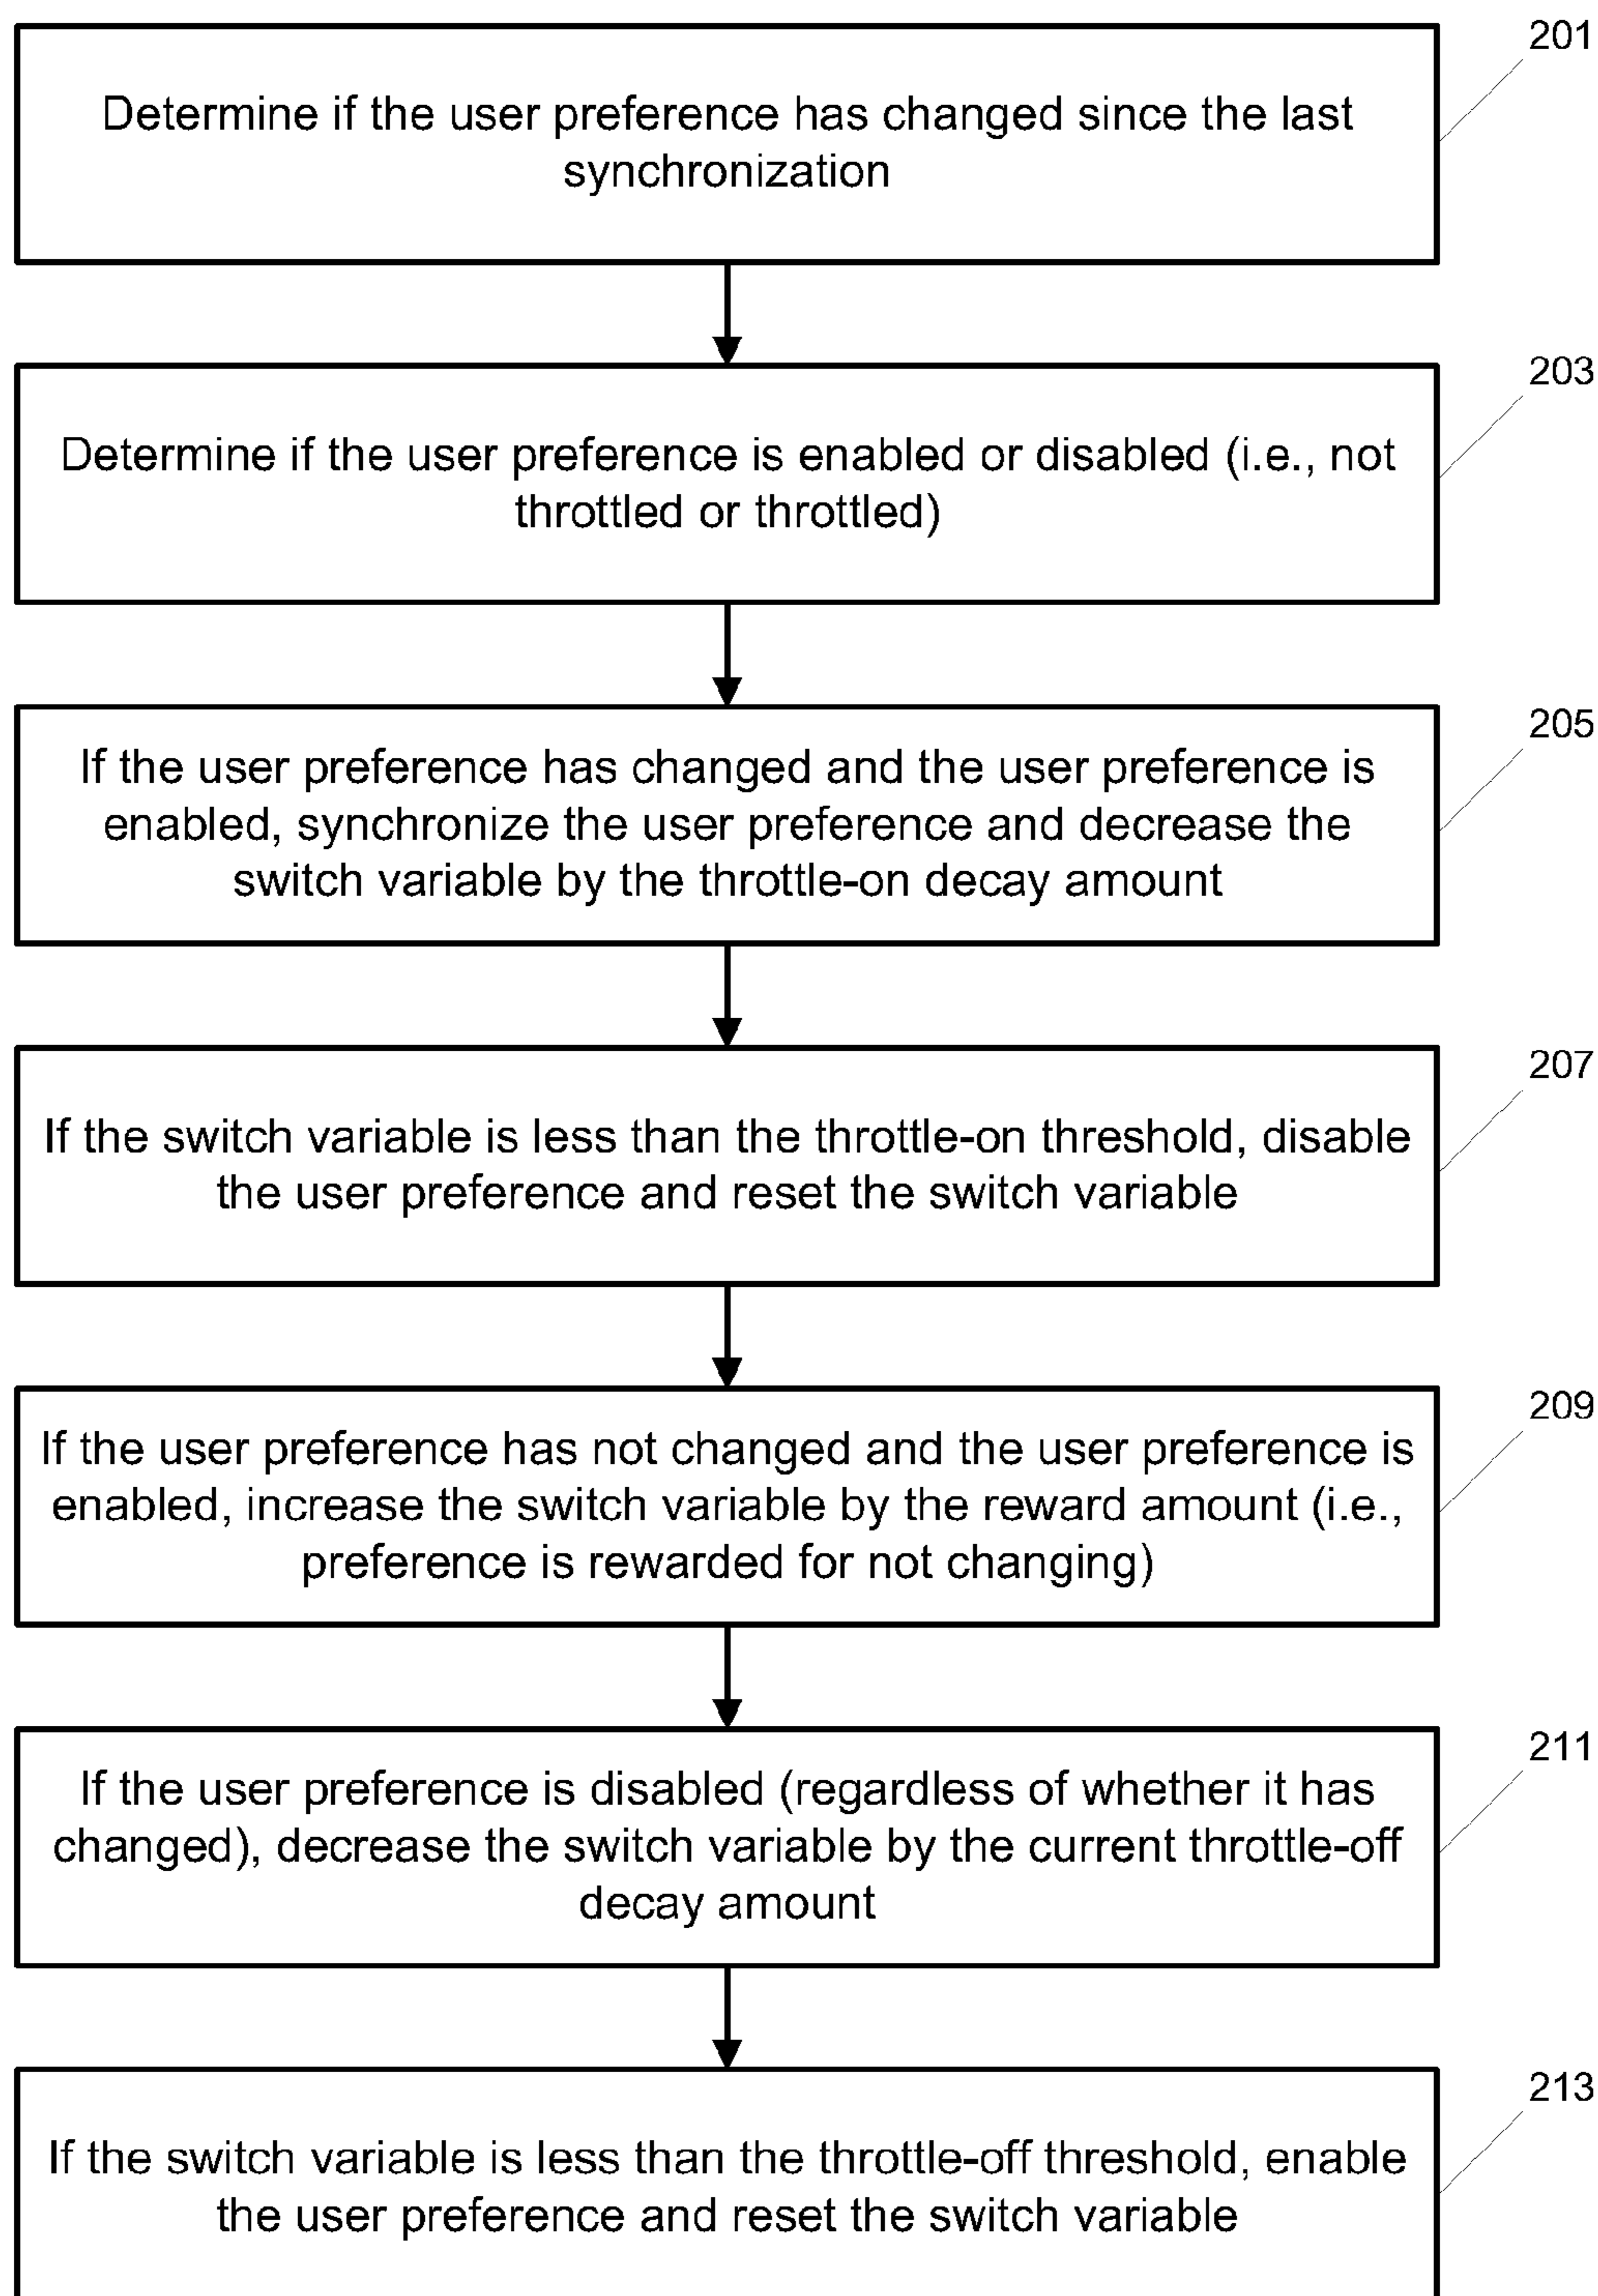 201
Determine if the user preference has changed since the last
synchronization
203
Determine if the user preference is enabled or disabled (i.e., not
throttled or throttled)
205
If the user preference has changed and the user preference is
enabled, synchronize the user preference and decrease the
switch variable by the throttle-on decay amount
207
If the switch variable is less than the throttle-on threshold, disable
the user preference and reset the switch variable
209
If the user preference has not changed and the user preference is
enabled, increase the switch variable by the reward amount (i.e.,
preference is rewarded for not changing)
211
If the user preference is disabled (regardless of whether it has
changed), decrease the switch variable by the current throttle-off
decay amount
213
If the switch variable is less than the throttle-off threshold, enable
the user preference and reset the switch variable